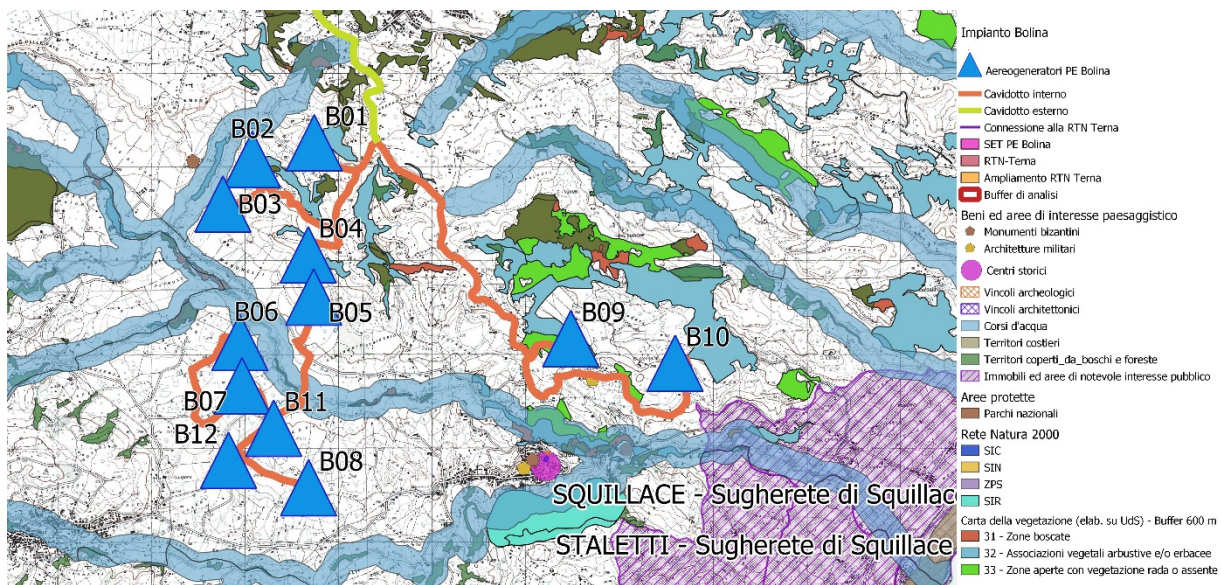 B01
B02
B03
B04
B05
B06
B07
B09
B10
B11
B12
B08
SQUILLACE - Sugherete di Squillac
STALETTI - Sugherete di Squillace
Impianto Bolina
Aereogeneratori PE Bolina
Cavidotto interno
Cavidotto esterno
Connessione alla RTN Terna
SET PE Bolina
RTN-Terna
Ampliamento RTN Terna
Buffer di analisi
Beni ed aree di interesse paesaggistico
Monumenti bizantini
Architetture militari
Centri storici
Vincoli archeologici
Vincoli architettonici
Corsi d'acqua
Territori costieri
Territori coperti_da_boschi e foreste
Immobili ed aree di notevole interesse pubblico
Aree protette
Parchi nazionali
Rete Natura 2000
SIC
SIN
ZPS
SIR
Carta della vegetazione (elab. su UdS) - Buffer 600 m
31 - Zone boscate
32 - Associazioni vegetali arbustive e/o erbacee
33 - Zone aperte con vegetazione rada o assente